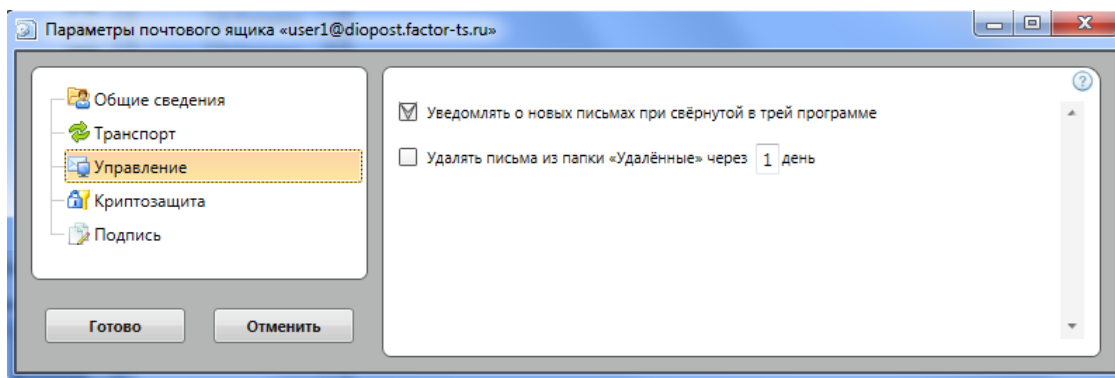 Параметры почтового ящика «user1@diopost.factor-ts.ru»
Общие сведения
Транспорт
Управление
Криптозащита
Подпись
Готово
Отменить
Уведомлять о новых письмах при свёрнутой в трей программе
Удалять письма из папки «Удалённые» через 1 день